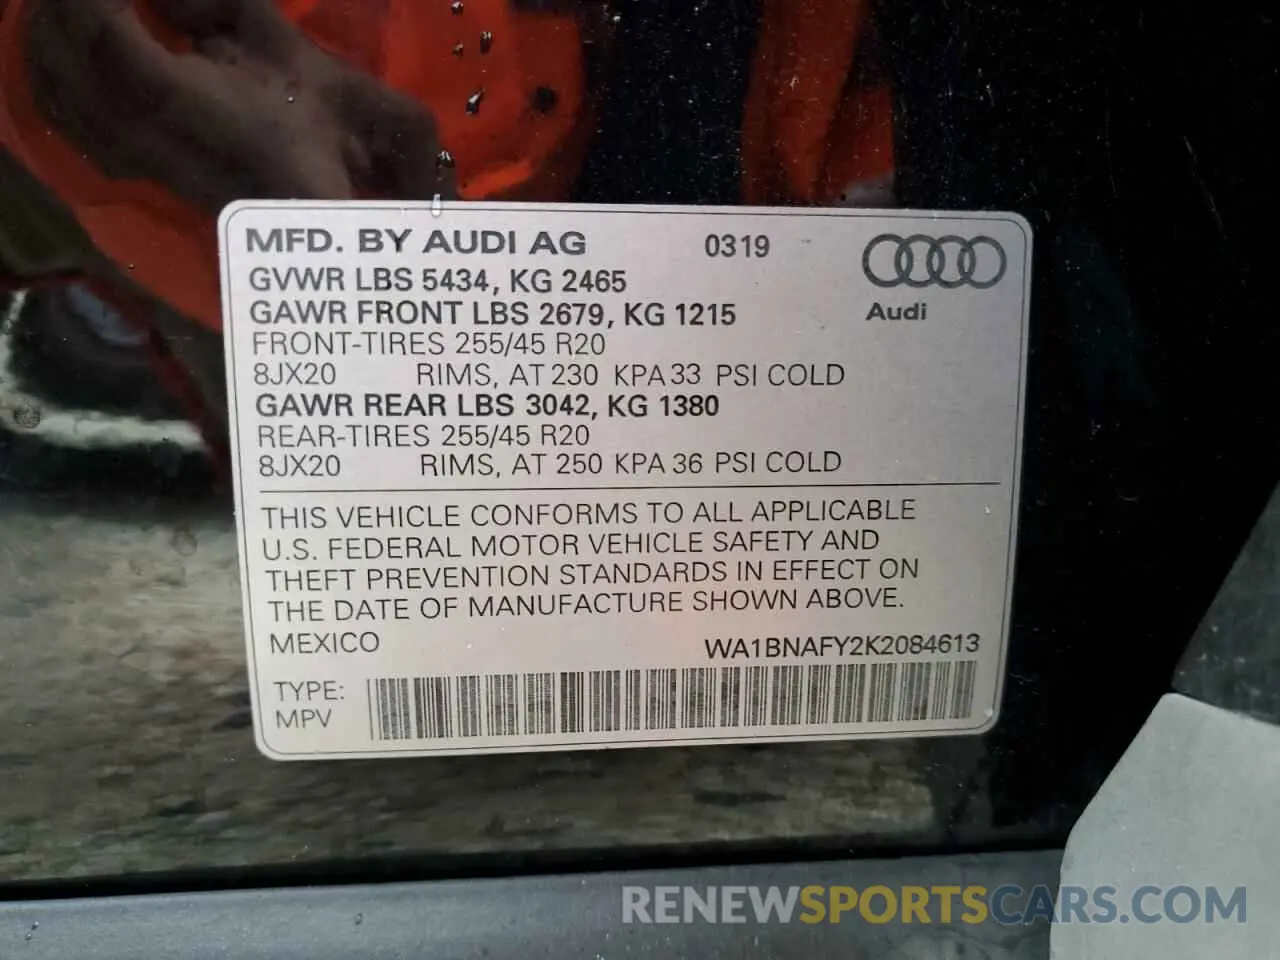 MFD. BY AUDI AG 0319
GVWR LBS 5434, KG 2465
GAWR FRONT LBS 2679, KG 1215
Audi
FRONT-TIRES 255/45 R20
8JX20 RIMS, AT 230 KPA 33 PSI COLD
GAWR REAR LBS 3042, KG 1380
REAR-TIRES 255/45 R20
8JX20 RIMS, AT 250 KPA 36 PSI COLD
THIS VEHICLE CONFORMS TO ALL APPLICABLE
U.S. FEDERAL MOTOR VEHICLE SAFETY AND
THEFT PREVENTION STANDARDS IN EFFECT ON
THE DATE OF MANUFACTURE SHOWN ABOVE.
MEXICO WA1BNAFY2K2084613
TYPE:
MPV
RENEWSPORTSCARS.COM